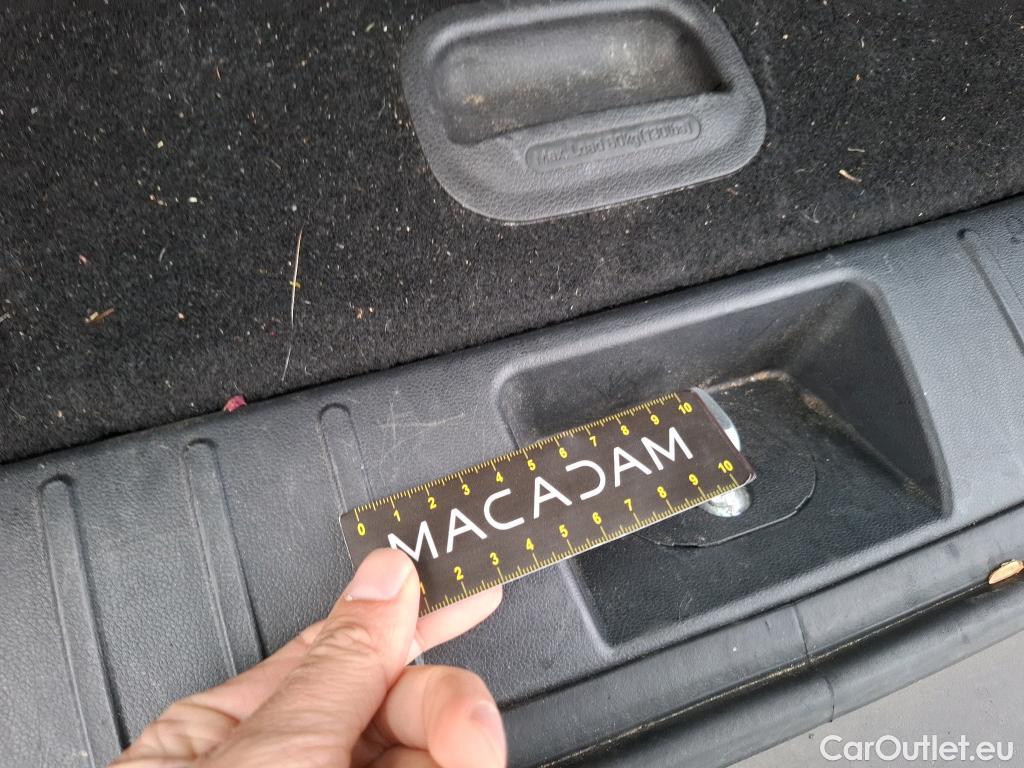 Max. Load 60kg(130lbs)
0 1 2 3 4 5 6 7 8 9 10
MACADAM
1 2 3 4 5 6 7 8 9 10
CarOutlet.eu